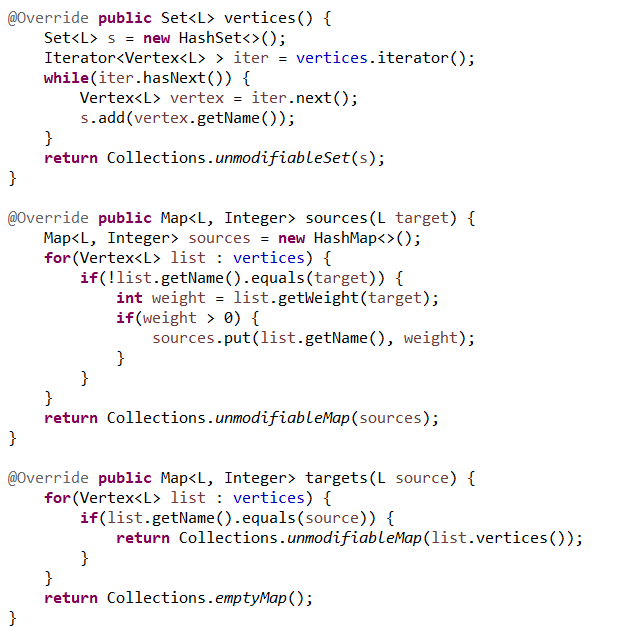 @Override public Set<L> vertices() {
    Set<L> s = new HashSet<>();
    Iterator<Vertex<L> > iter = vertices.iterator();
    while(iter.hasNext()) {
        Vertex<L> vertex = iter.next();
        s.add(vertex.getName());
    }
    return Collections.unmodifiableSet(s);
}

@Override public Map<L, Integer> sources(L target) {
    Map<L, Integer> sources = new HashMap<>();
    for(Vertex<L> list : vertices) {
        if(!list.getName().equals(target)) {
            int weight = list.getWeight(target);
            if(weight > 0) {
                sources.put(list.getName(), weight);
            }
        }
    }
    return Collections.unmodifiableMap(sources);
}

@Override public Map<L, Integer> targets(L source) {
    for(Vertex<L> list : vertices) {
        if(list.getName().equals(source)) {
            return Collections.unmodifiableMap(list.vertices());
        }
    }
    return Collections.emptyMap();
}